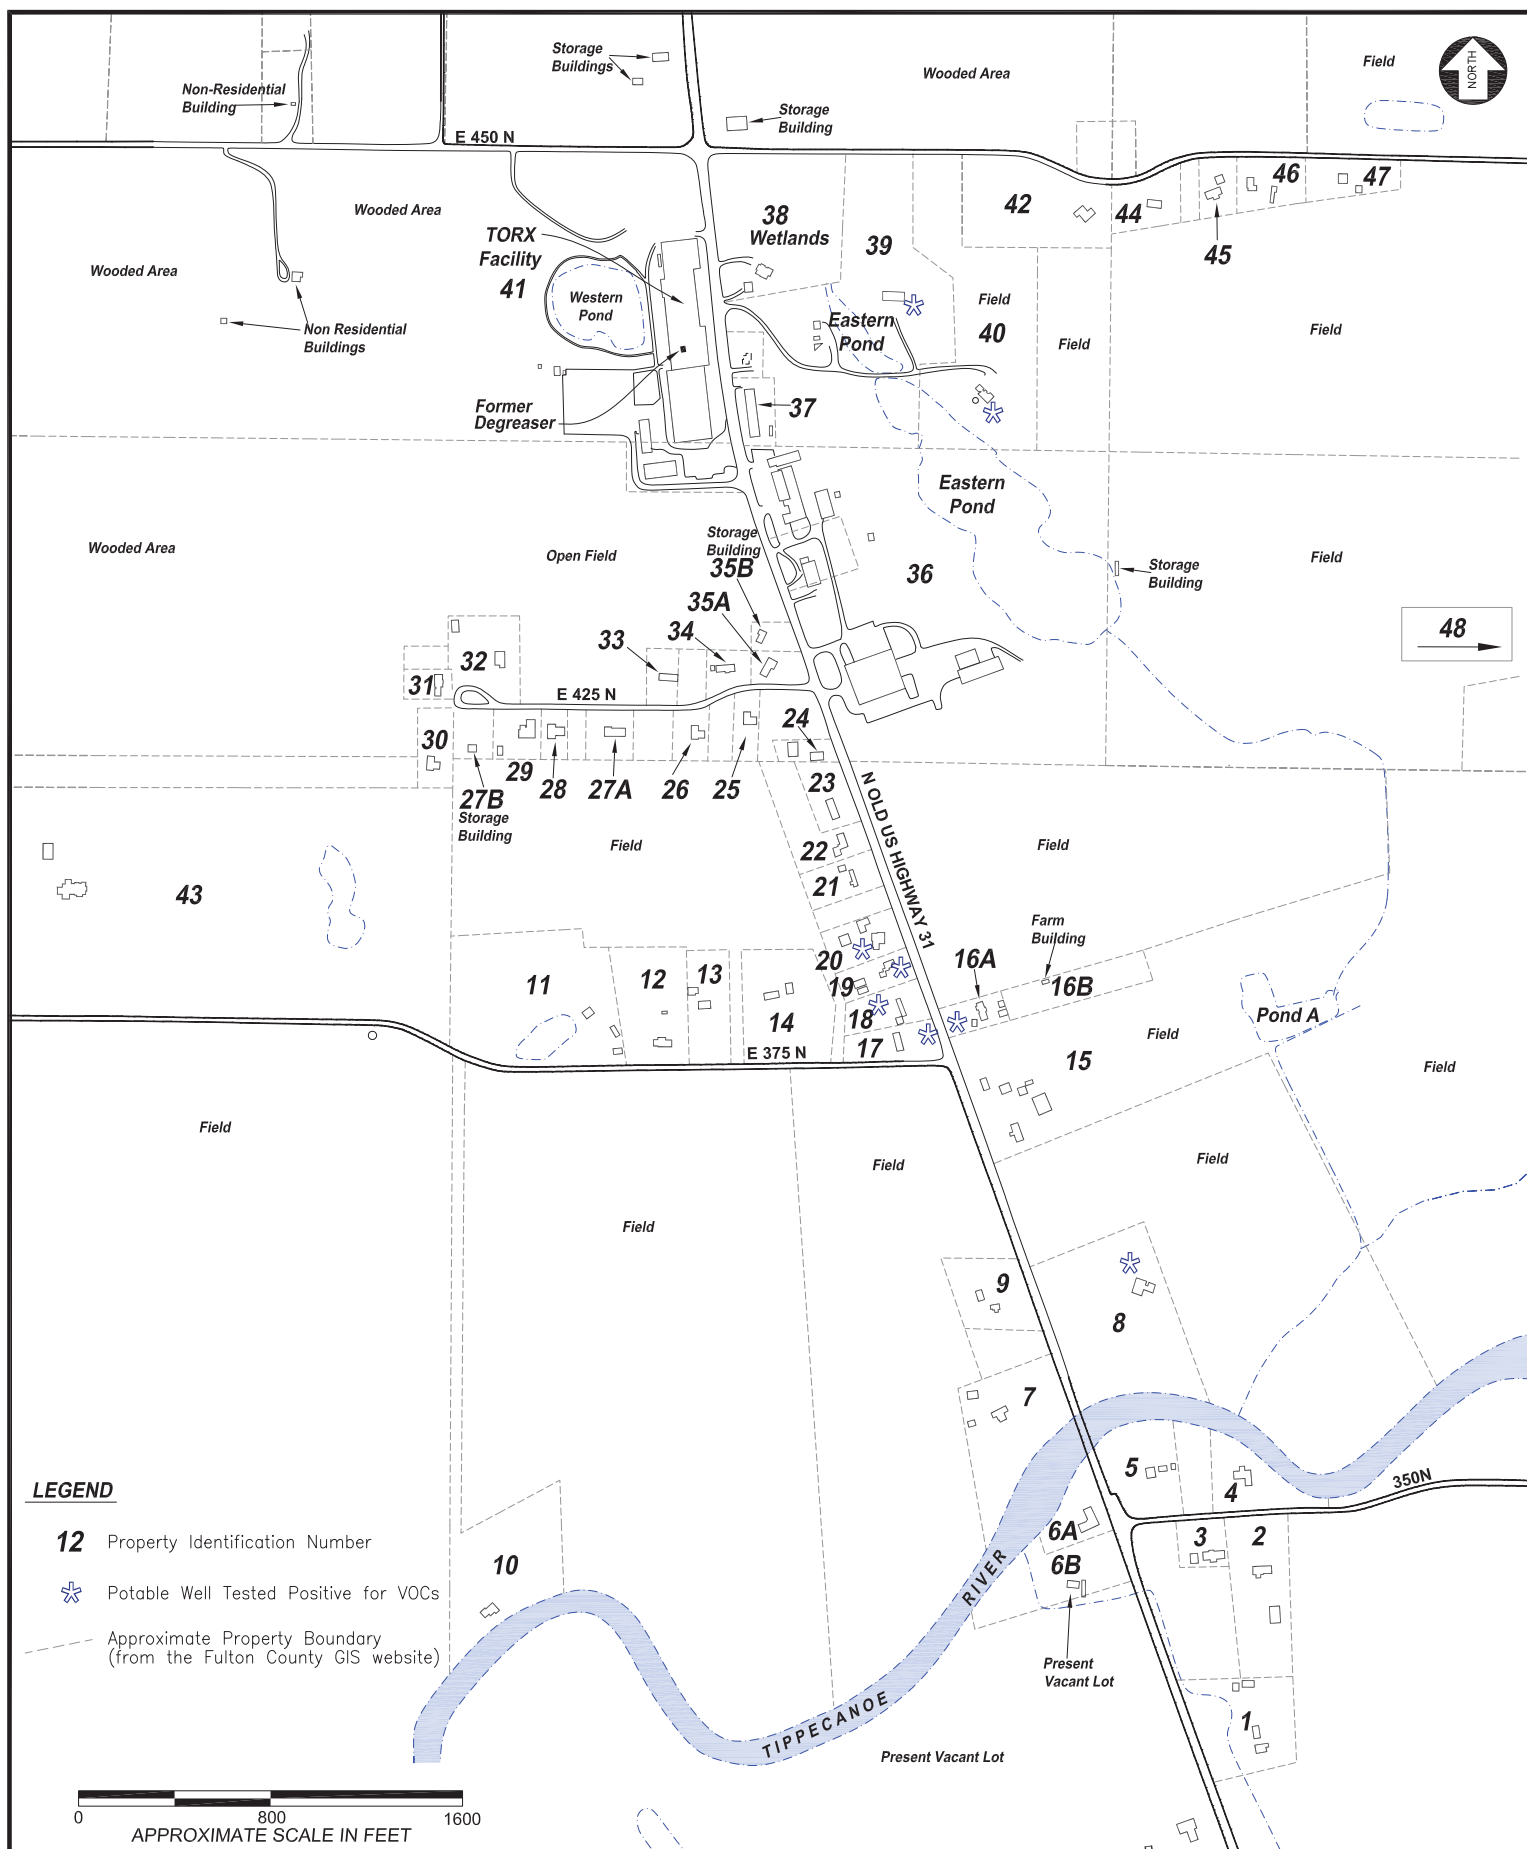 Storage
Buildings
Wooded Area
Field
NORTH
Non-Residential
Building
Storage
Building
E 450 N
46
47
42
44
45
Wooded Area
38
Wetlands
39
TORX
Facility
41
Wooded Area
Western
Pond
Field
40
Field
Field
Eastern
Pond
Non Residential
Buildings
Former
Degreaser
37
Eastern
Pond
Wooded Area
Open Field
Storage
Building
35B
36
Field
Storage
Building
35A
33
34
48
32
31
E 425 N
24
30
29
28
27A
26
25
23
27B
Storage
Building
Field
22
21
N OLD US HIGHWAY 31
Field
43
Farm
Building
20
16A
16B
19
11
12
13
14
18
17
Pond A
Field
E 375 N
15
Field
Field
Field
Field
Field
9
8
7
5
4
350N
LEGEND
12 Property Identification Number
Potable Well Tested Positive for VOCs
Approximate Property Boundary
(from the Fulton County GIS website)
10
6A
6B
3
2
Present
Vacant Lot
1
TIPPECANOE
RIVER
Present Vacant Lot
0 800 1600
APPROXIMATE SCALE IN FEET